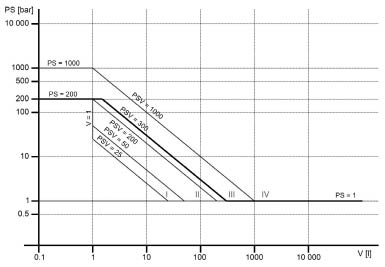 PS [bar]
10 000
PS = 1000
1000
500
PS = 200
200
100
V = 1
PSV = 1000
PSV = 300
PSV = 200
PSV = 50
PSV = 25
10
I
II
III
IV
PS = 1
1
0.5
0.1
1
10
100
1000
10 000
V [l]